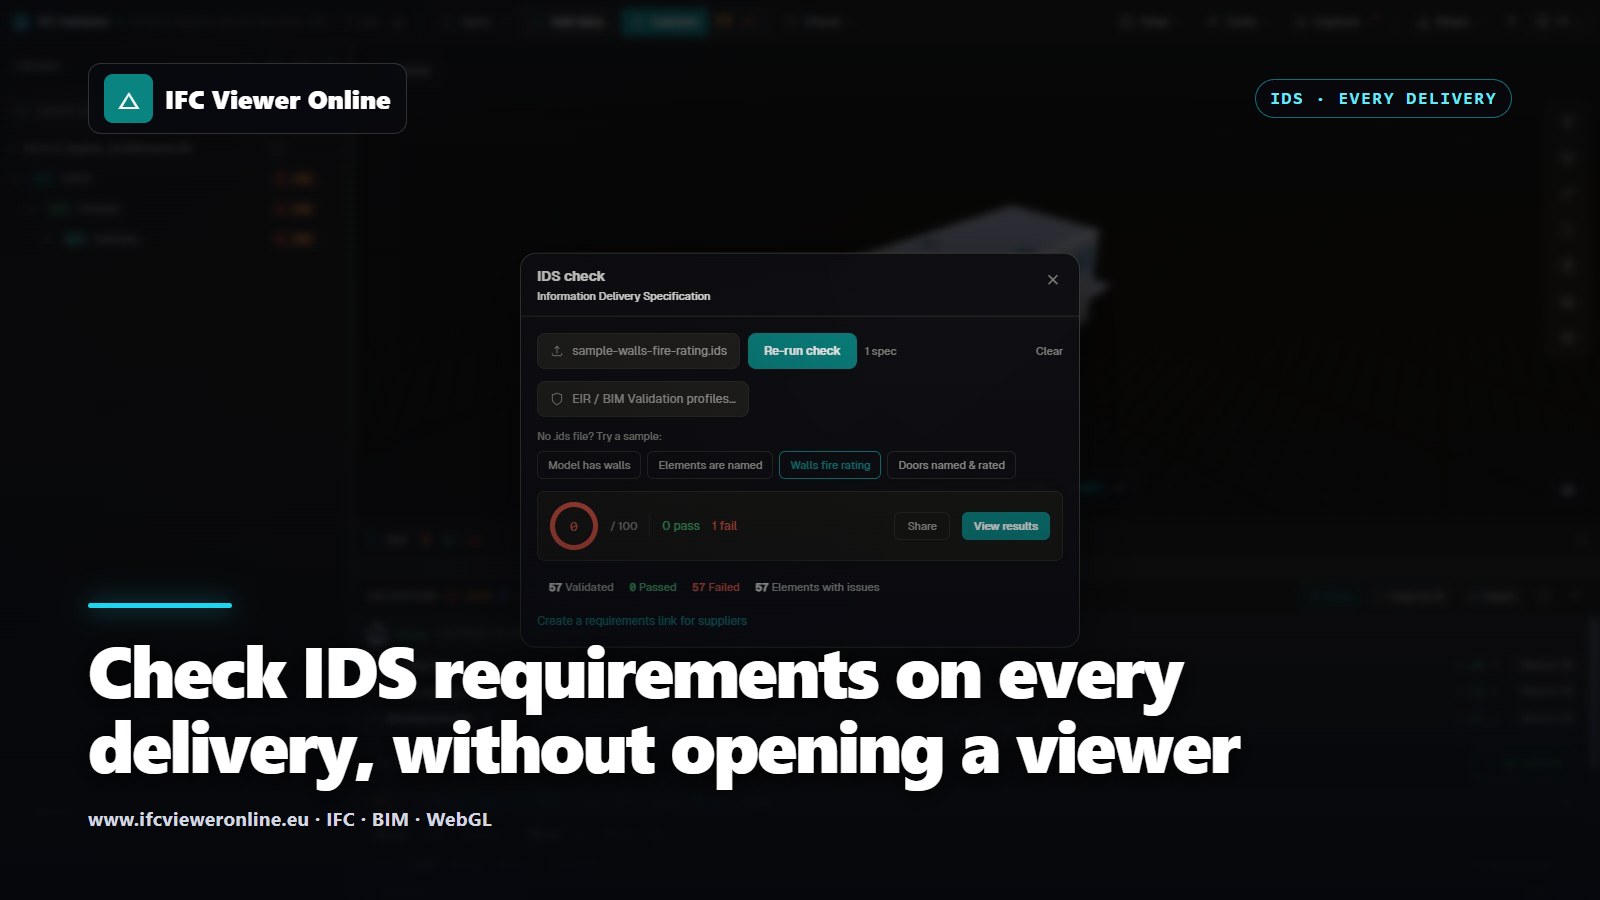 IFC Viewer Online
IDS · EVERY DELIVERY
IDS check
Information Delivery Specification
sample-walls-fire-rating.ids
Re-run check
1 spec
Clear
EIR / BIM Validation profiles...
No .ids file? Try a sample:
Model has walls
Elements are named
Walls fire rating
Doors named & rated
0
/ 100
0 pass
1 fail
Share
View results
57 Validated
0 Passed
57 Failed
57 Elements with issues
Create a requirements link for suppliers
Check IDS requirements on every
delivery, without opening a viewer
www.ifcvieweronline.eu · IFC · BIM · WebGL